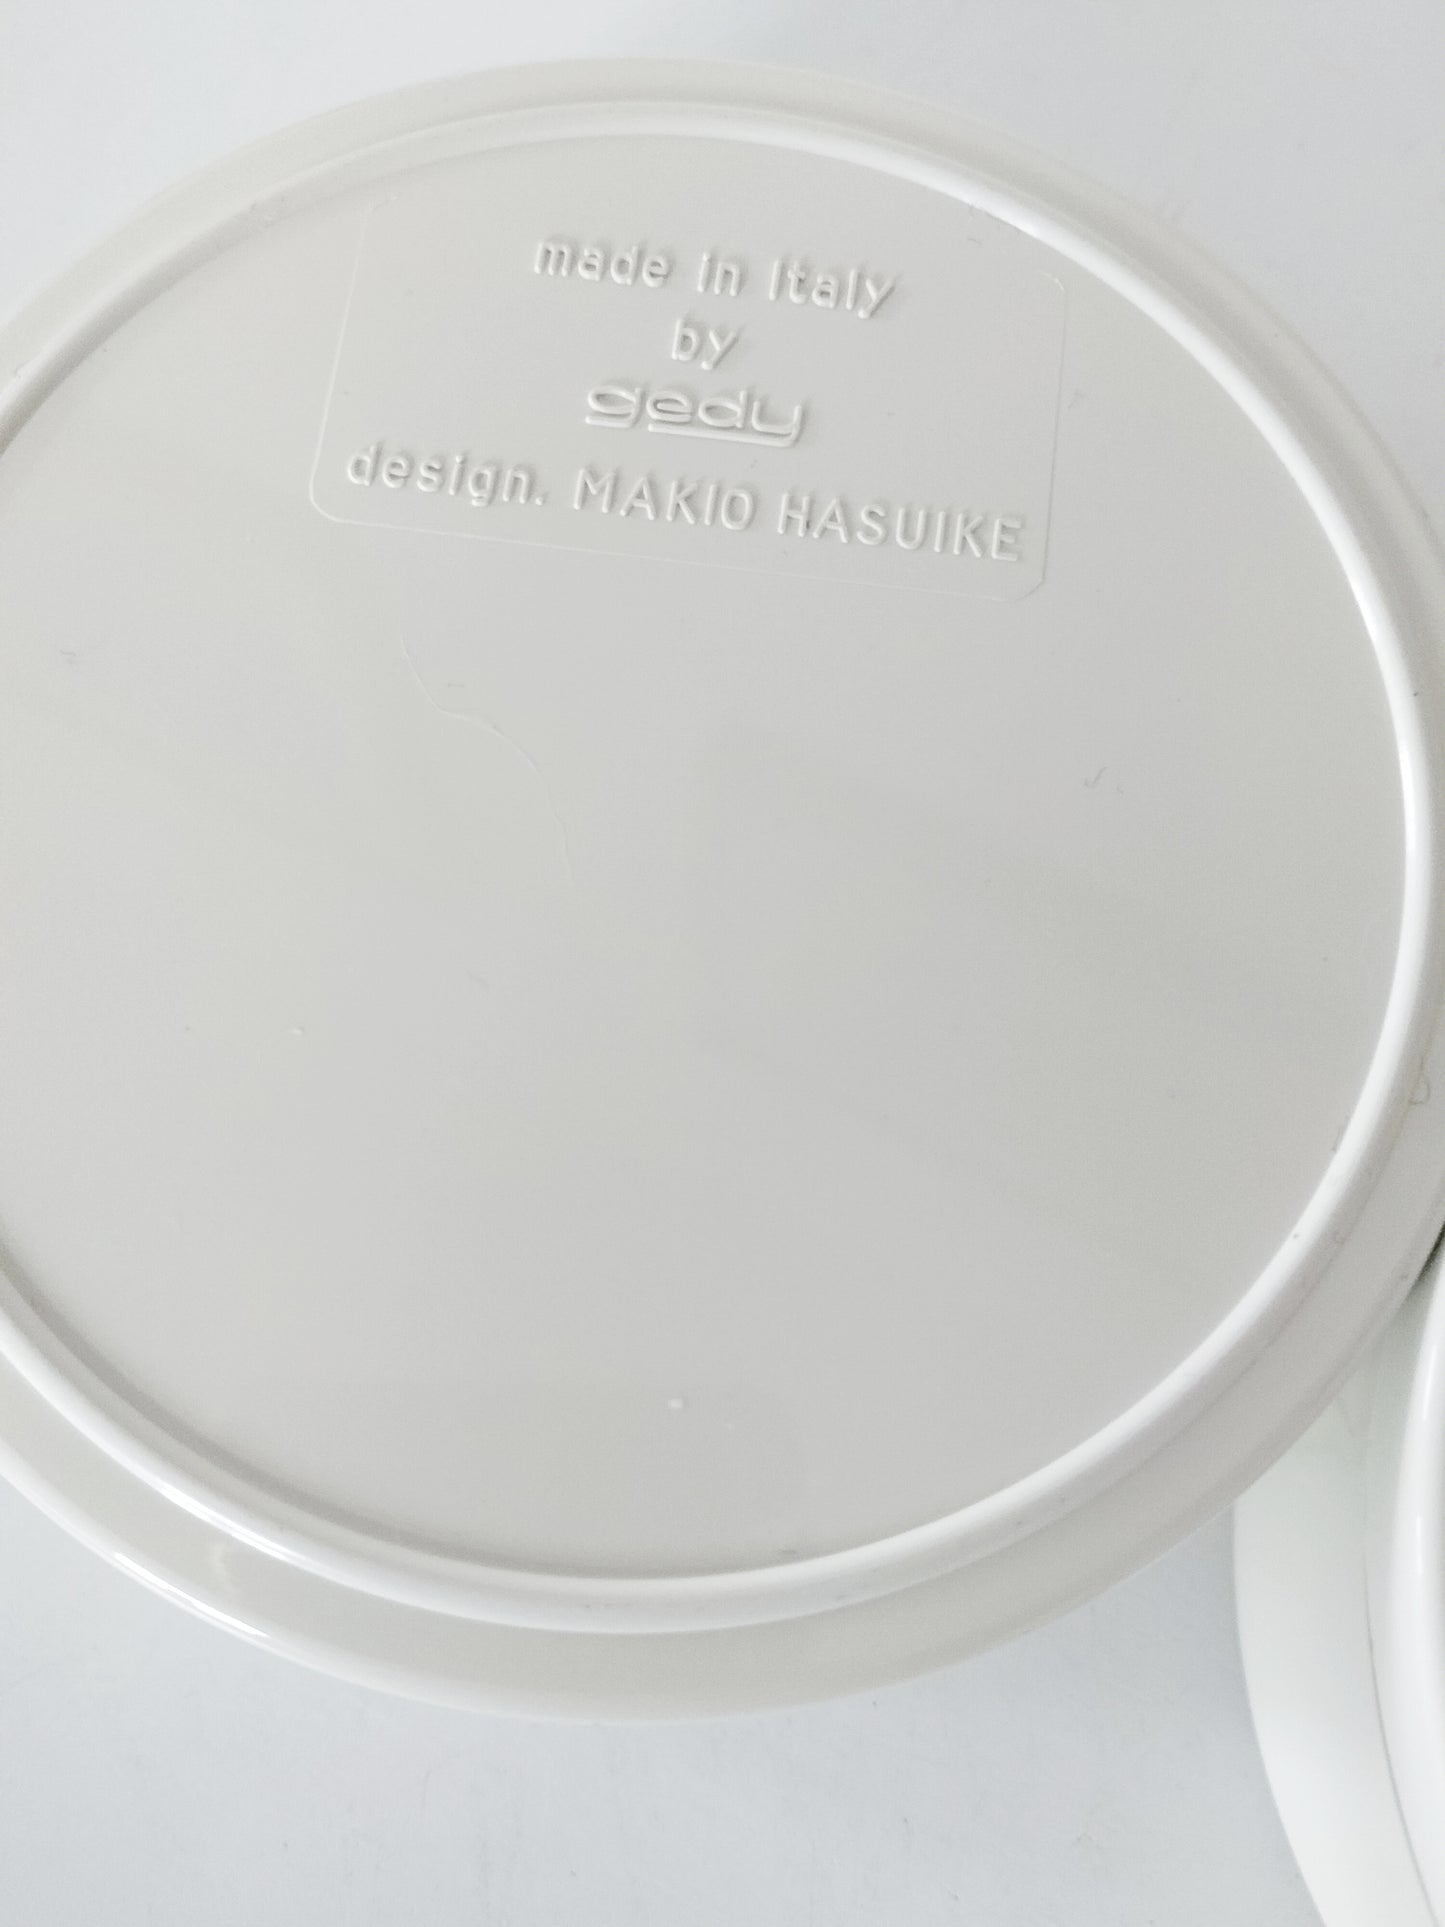 made in Italy
by
gedy
design. MAKIO HASUIKE